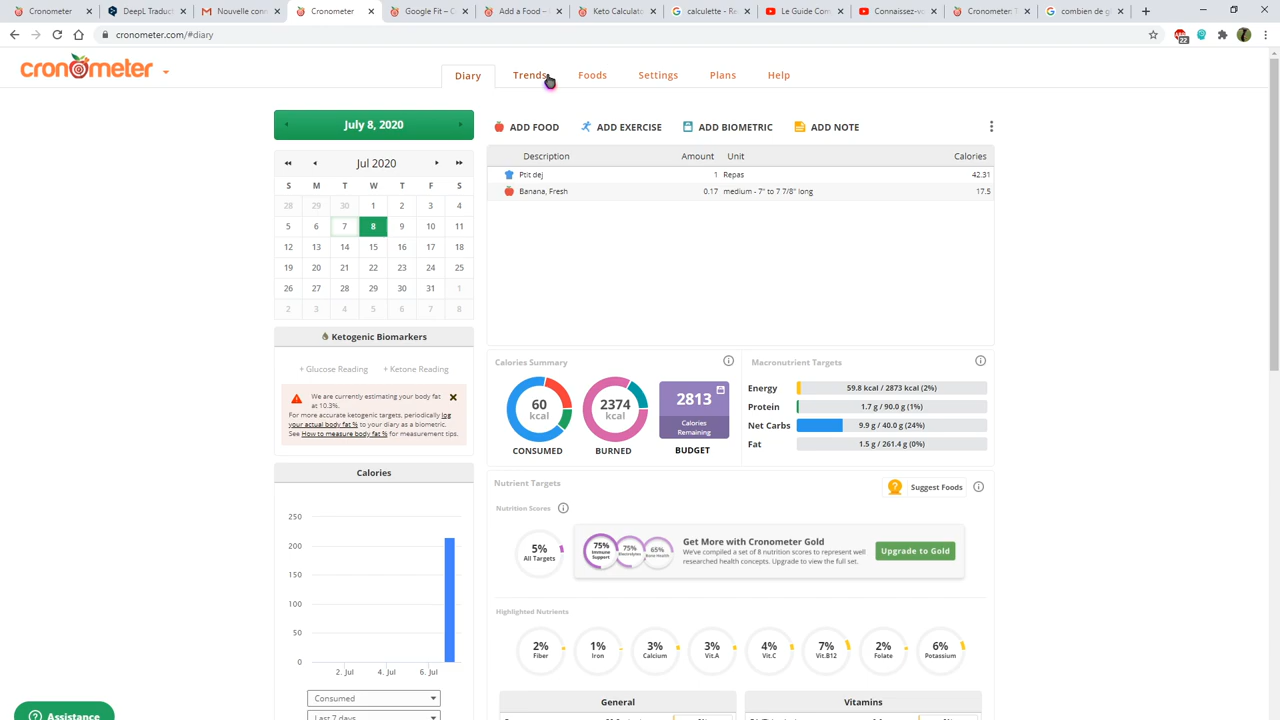 Cronometer
DeepL Traduct
Nouvelle con
Cronometer
Google Fit – C
Add a Food –
Keto Calculat
calculette - Re
Le Guide Com
Connaissez-vo
Cronometer: T
combien de g
cronometer.com/#diary
22
cronometer
Diary
Trends
Foods
Settings
Plans
Help
July 8, 2020
ADD FOOD
ADD EXERCISE
ADD BIOMETRIC
ADD NOTE
Jul 2020
S M T W T F S
28 29 30 1 2 3 4
5 6 7 8 9 10 11
12 13 14 15 16 17 18
19 20 21 22 23 24 25
26 27 28 29 30 31 1
2 3 4 5 6 7 8
Description Amount Unit Calories
Ptit dej 1 Repas 42.31
Banana, Fresh 0.17 medium - 7" to 7 7/8" long 17.5
Ketogenic Biomarkers
+ Glucose Reading + Ketone Reading
We are currently estimating your body fat
at 10.3%.
For more accurate ketogenic targets, periodically log
your actual body fat % to your diary as a biometric.
See How to measure body fat % for measurement tips.
Calories Summary
60
kcal
CONSUMED
2374
kcal
BURNED
2813
Calories
Remaining
BUDGET
Macronutrient Targets
Energy 59.8 kcal / 2873 kcal (2%)
Protein 1.7 g / 90.0 g (1%)
Net Carbs 9.9 g / 40.0 g (24%)
Fat 1.5 g / 261.4 g (0%)
Calories
250
200
150
100
50
0
2. Jul 4. Jul 6. Jul
Consumed
Last 7 days
Nutrient Targets
Suggest Foods
Nutrition Scores
5%
All Targets
75%
Immune
Support
75%
Electrolytes
65%
Bone Health
Get More with Cronometer Gold
We've compiled a set of 8 nutrition scores to represent well
researched health concepts. Upgrade to view the full set.
Upgrade to Gold
Highlighted Nutrients
2%
Fiber
1%
Iron
3%
Calcium
3%
Vit.A
4%
Vit.C
7%
Vit.B12
2%
Folate
6%
Potassium
General
Vitamins
Assistance